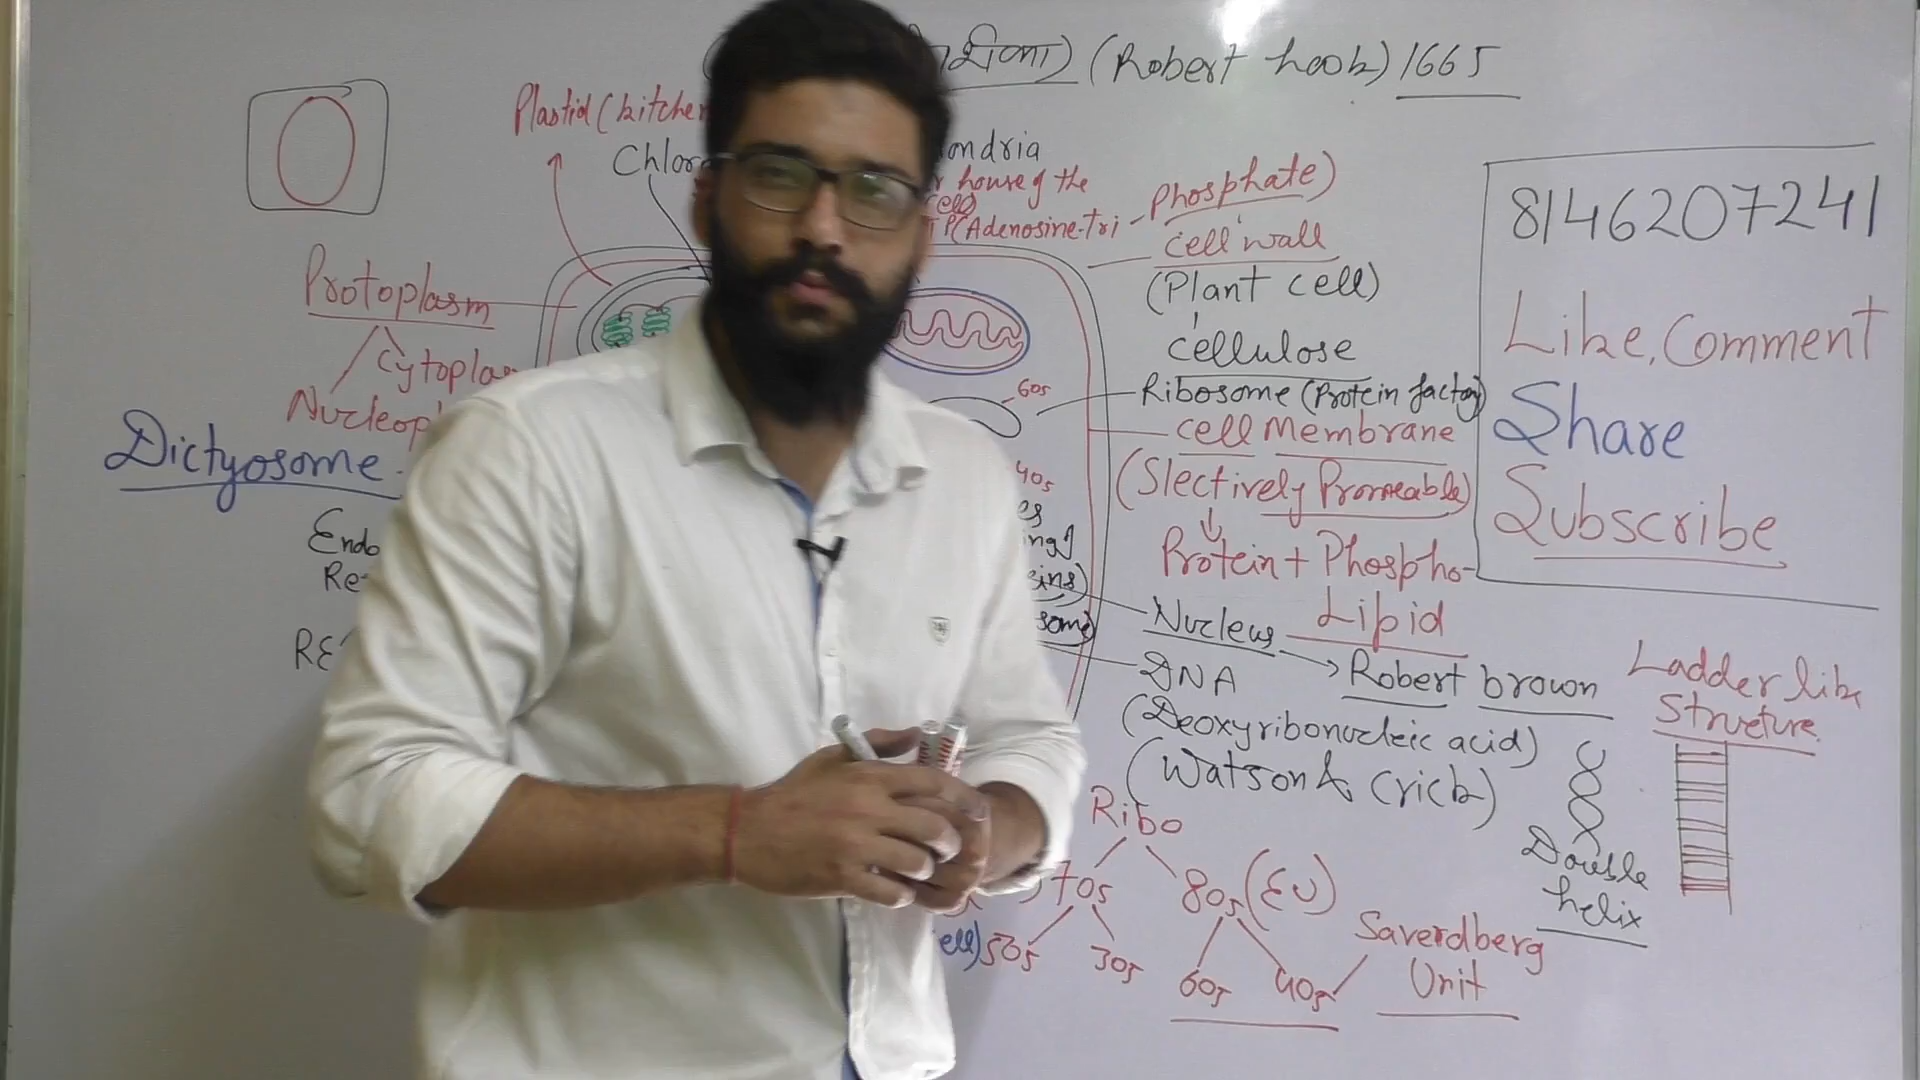 (Robert hook) 1665
Plastid (kitchen
Chloro
ondria
house of the
cell)
TP(Adenosine-Tri-Phosphate)
cell wall
(Plant cell)
cellulose
Protoplasm
Cytoplas
Nucleop
Dictyosome
Endo
Re
RE
60s
40s
Ribosome (Protein factory)
cell Membrane
(Slectively Prormeable)
Protein + Phospho-
Lipid
Nucleus
Robert brown
DNA
(Deoxyribonucleic acid)
(Watson & Crick)
some)
Ribo
70s
80s (EU)
50s
30s
60s
40s
Saverdberg
Unit
Double
helix
Ladder like
Structure
8146207241
Like, Comment
Share
Subscribe